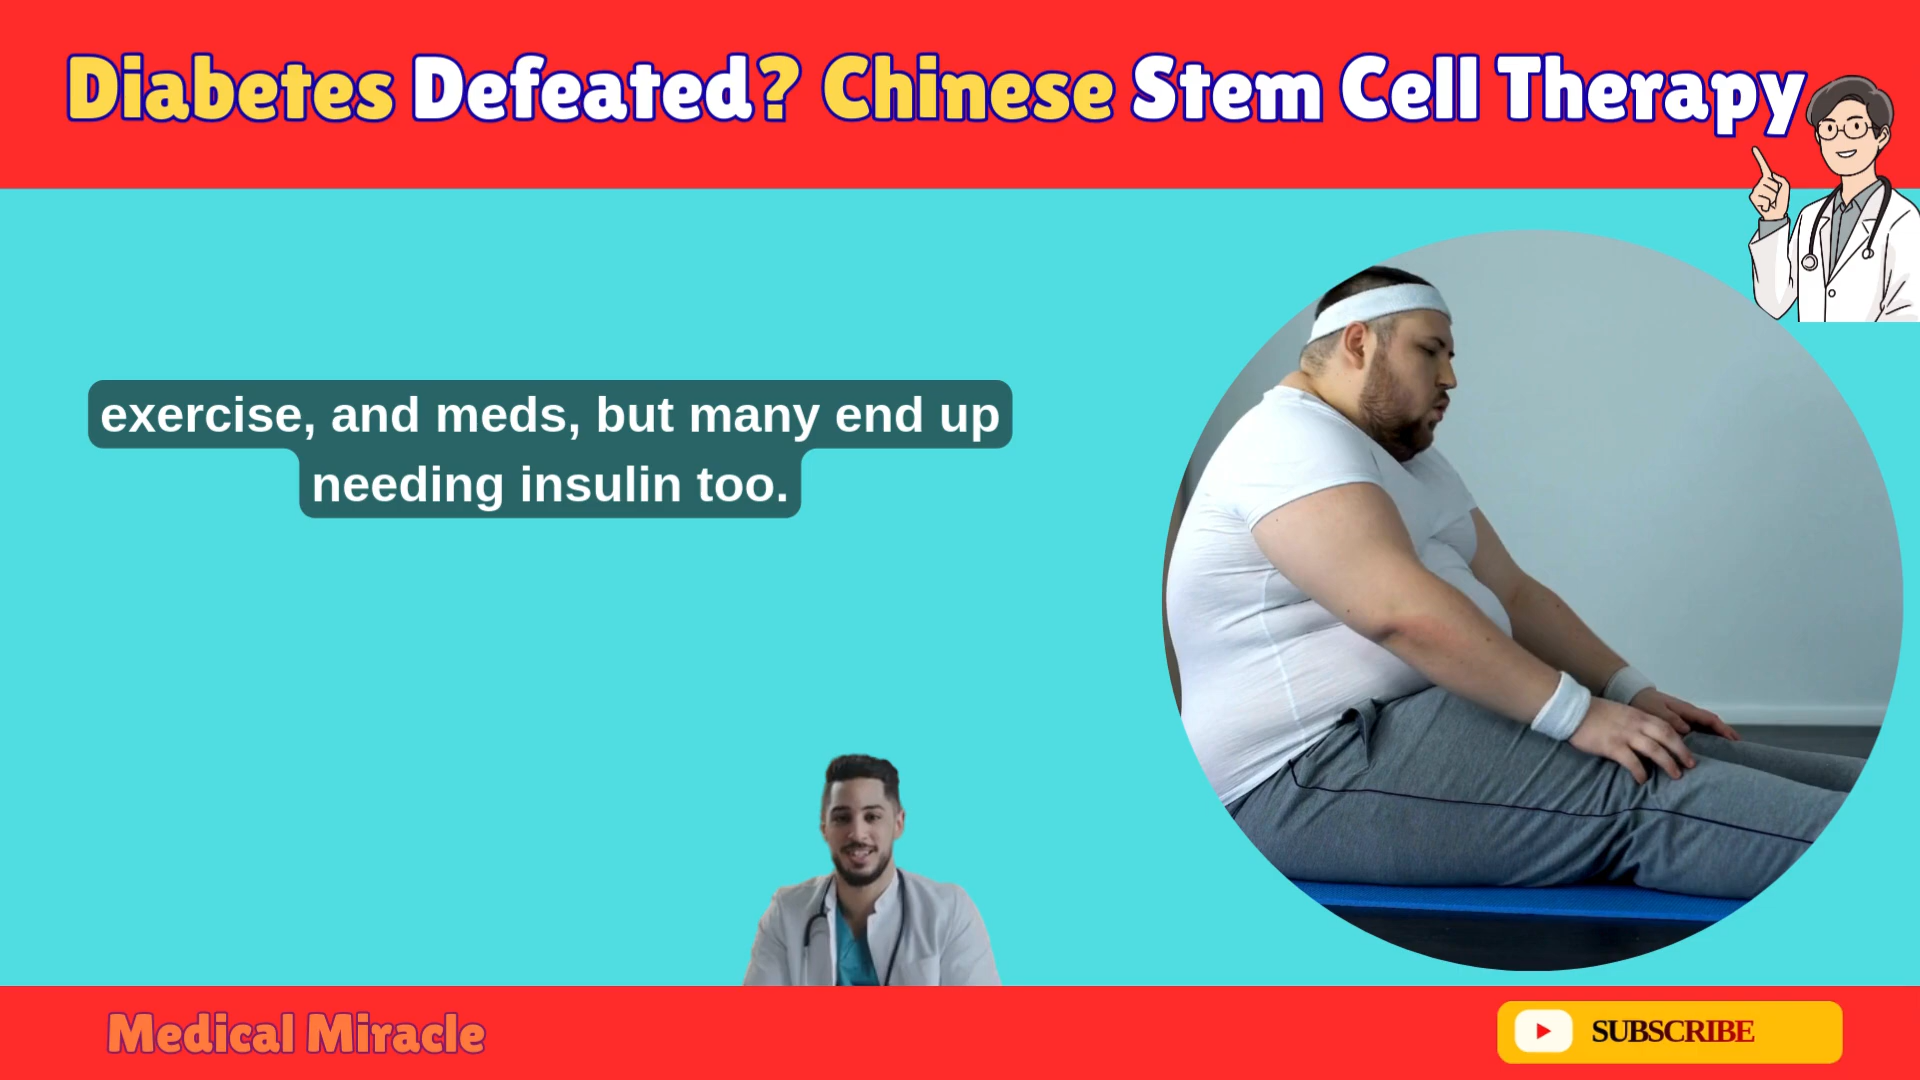 Diabetes Defeated? Chinese Stem Cell Therapy
exercise, and meds, but many end up
needing insulin too.
Medical Miracle
SUBSCRIBE